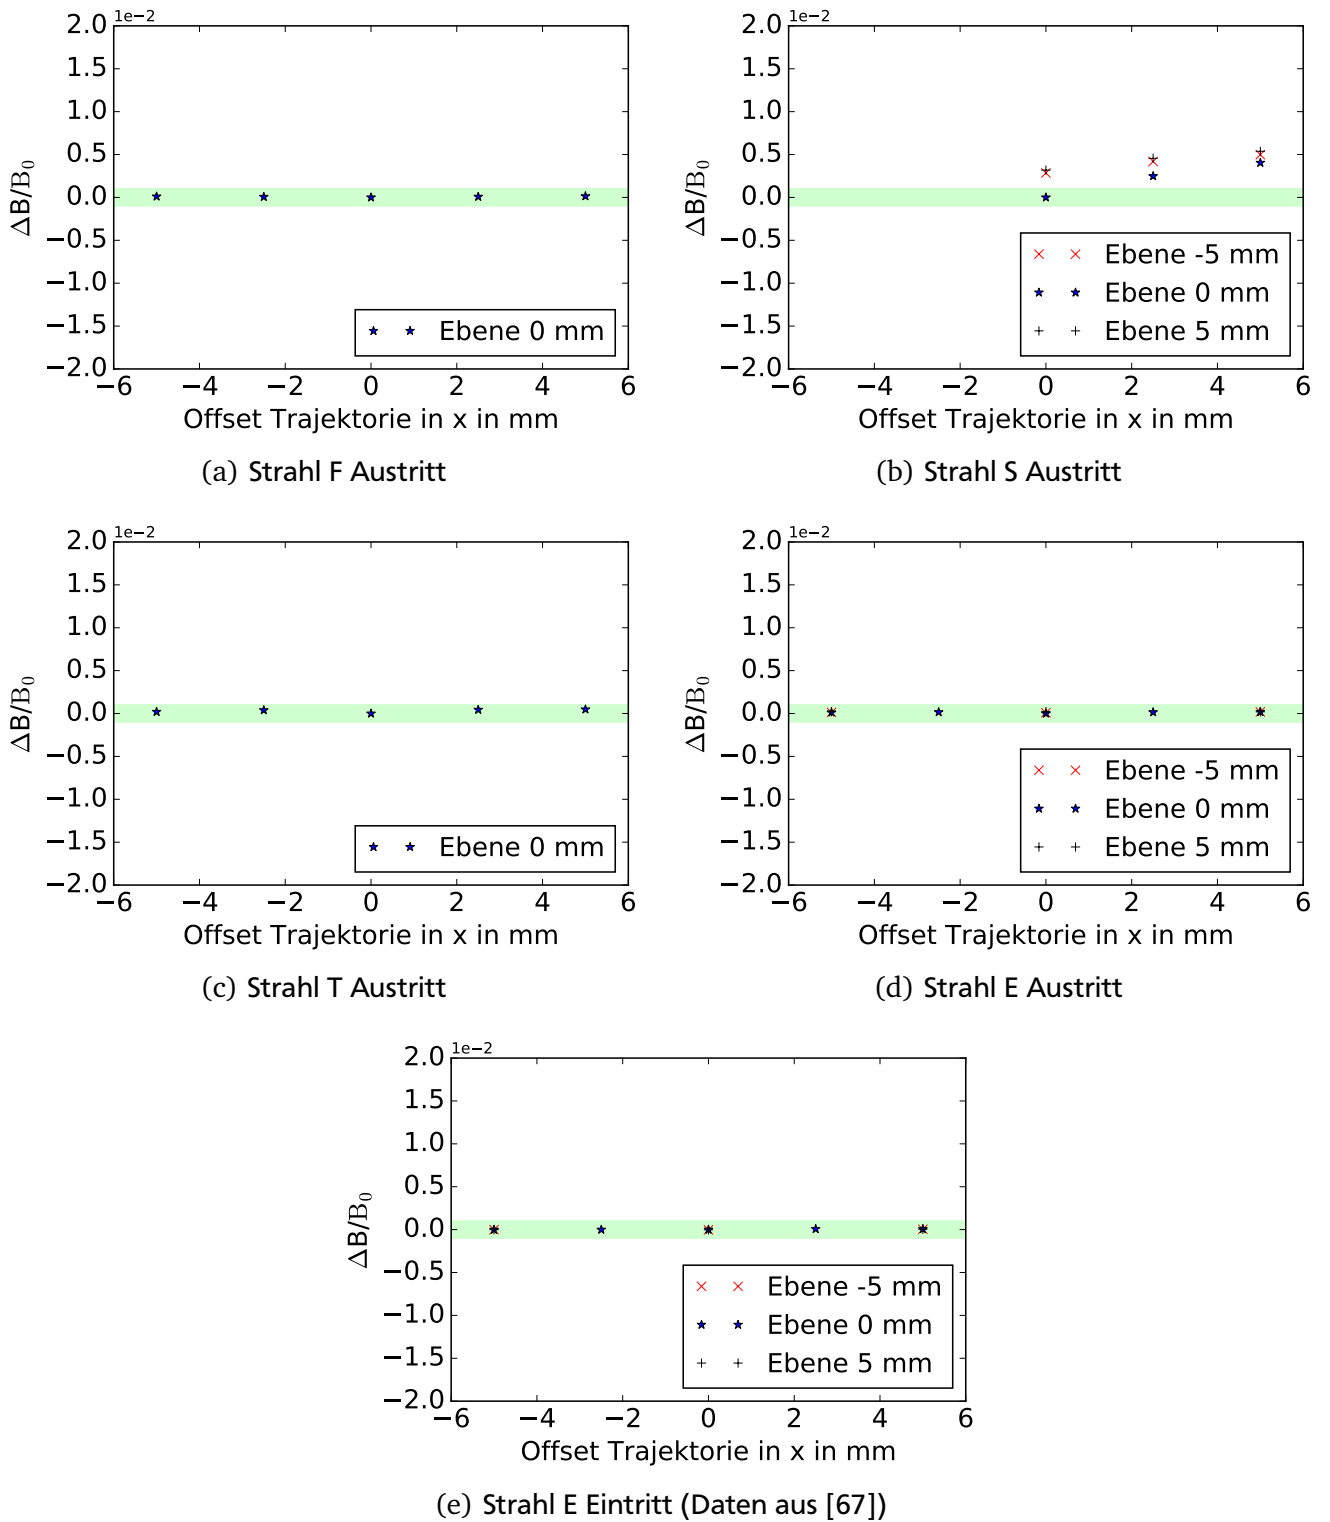 1e−2
2.0
1.5
1.0
0.5
0.0
−0.5
−1.0
−1.5
−2.0
ΔB/B0
Ebene 0 mm
−6 −4 −2 0 2 4 6
Offset Trajektorie in x in mm
(a) Strahl F Austritt
1e−2
2.0
1.5
1.0
0.5
0.0
−0.5
−1.0
−1.5
−2.0
ΔB/B0
Ebene -5 mm
Ebene 0 mm
Ebene 5 mm
−6 −4 −2 0 2 4 6
Offset Trajektorie in x in mm
(b) Strahl S Austritt
1e−2
2.0
1.5
1.0
0.5
0.0
−0.5
−1.0
−1.5
−2.0
ΔB/B0
Ebene 0 mm
−6 −4 −2 0 2 4 6
Offset Trajektorie in x in mm
(c) Strahl T Austritt
1e−2
2.0
1.5
1.0
0.5
0.0
−0.5
−1.0
−1.5
−2.0
ΔB/B0
Ebene -5 mm
Ebene 0 mm
Ebene 5 mm
−6 −4 −2 0 2 4 6
Offset Trajektorie in x in mm
(d) Strahl E Austritt
1e−2
2.0
1.5
1.0
0.5
0.0
−0.5
−1.0
−1.5
−2.0
ΔB/B0
Ebene -5 mm
Ebene 0 mm
Ebene 5 mm
−6 −4 −2 0 2 4 6
Offset Trajektorie in x in mm
(e) Strahl E Eintritt (Daten aus [67])